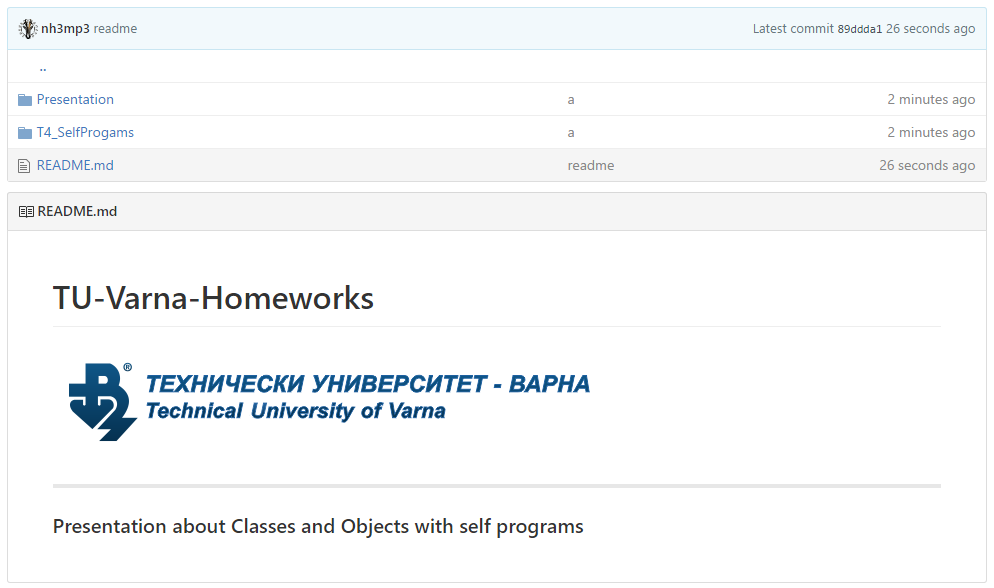 nh3mp3 readme Latest commit 89ddda1 26 seconds ago
..
Presentation a 2 minutes ago
T4_SelfProgams a 2 minutes ago
README.md readme 26 seconds ago
README.md
TU-Varna-Homeworks
®
ТЕХНИЧЕСКИ УНИВЕРСИТЕТ - ВАРНА
Technical University of Varna
Presentation about Classes and Objects with self programs